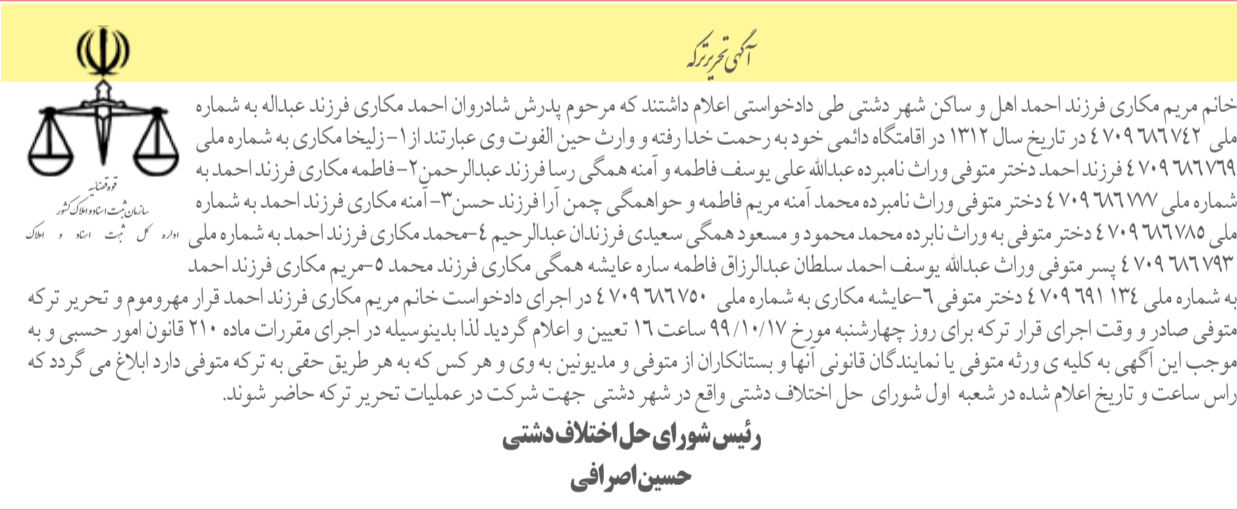 آگهی تحریر ترکه
قوه قضائیه
سازمان ثبت اسناد و املاک کشور
اداره کل ثبت اسناد و املاک
خانم مریم مکاری فرزند احمد اهل و ساکن شهر دشتی طی دادخواستی اعلام داشتند که مرحوم پدرش شادروان احمد مکاری فرزند عبداله به شماره
ملی ۴۷۰۹۶۸۶۷۴۲ در تاریخ سال ۱۳۱۲ در اقامتگاه دائمی خود به رحمت خدا رفته و وارث حین الفوت وی عبارتند از ۱- زلیخا مکاری به شماره ملی
۴۷۰۹۶۸۶۷۶۹ فرزند احمد دختر متوفی وراث نامبرده عبدالله علی یوسف فاطمه و آمنه همگی رسا فرزند عبدالرحمن ۲- فاطمه مکاری فرزند احمد به
شماره ملی ۴۷۰۹۶۸۶۷۷۷ دختر متوفی وراث نامبرده محمد آمنه مریم فاطمه و حواهمگی چمن آرا فرزند حسن ۳- آمنه مکاری فرزند احمد به شماره
ملی ۴۷۰۹۶۸۶۷۸۵ دختر متوفی به وراث نابرده محمد محمود و مسعود همگی سعیدی فرزندان عبدالرحیم ۴-محمد مکاری فرزند احمد به شماره ملی
۴۷۰۹۶۸۶۷۹۳ پسر متوفی وراث عبدالله یوسف احمد سلطان عبدالرزاق فاطمه ساره عایشه همگی مکاری فرزند محمد ۵-مریم مکاری فرزند احمد
به شماره ملی ۴۷۰۹۶۹۱۱۳۴ دختر متوفی ۶-عایشه مکاری به شماره ملی ۴۷۰۹۶۸۶۷۵۰ در اجرای دادخواست خانم مریم مکاری فرزند احمد قرار مهروموم و تحریر ترکه
متوفی صادر و وقت اجرای قرار ترکه برای روز چهارشنبه مورخ ۹۹/۱۰/۱۷ ساعت ۱۶ تعیین و اعلام گردید لذا بدینوسیله در اجرای مقررات ماده ۲۱۰ قانون امور حسبی و به
موجب این آگهی به کلیه ی ورثه متوفی یا نمایندگان قانونی آنها و بستانکاران از متوفی و مدیونین به وی و هر کس که به هر طریق حقی به ترکه متوفی دارد ابلاغ می گردد که
راس ساعت و تاریخ اعلام شده در شعبه اول شورای حل اختلاف دشتی واقع در شهر دشتی جهت شرکت در عملیات تحریر ترکه حاضر شوند.
رئیس شورای حل اختلاف دشتی
حسین اصرافی